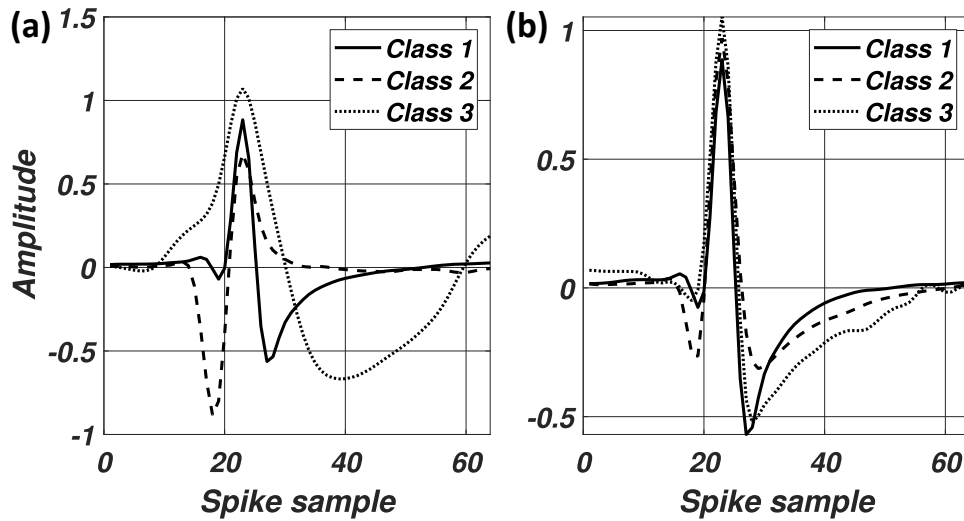 (a)
1.5
1
0.5
0
-0.5
-1
Amplitude
0 20 40 60
Spike sample
Class 1
Class 2
Class 3
(b)
1
0.5
0
-0.5
0 20 40 60
Spike sample
Class 1
Class 2
Class 3